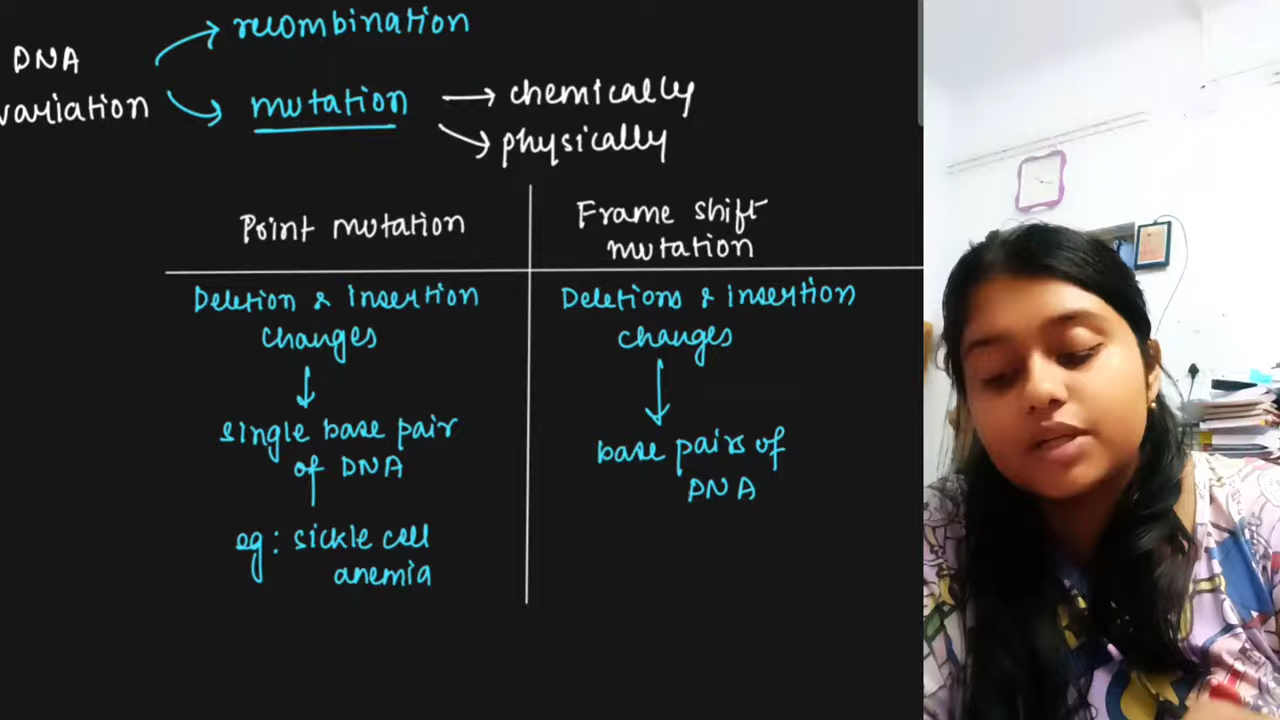 recombination
DNA
variation
mutation
chemically
physically
Point mutation
Frame shift
mutation
Deletion & insertion
changes
single base pair
of DNA
eg: sickle cell
anemia
Deletions & insertion
changes
base pairs of
DNA